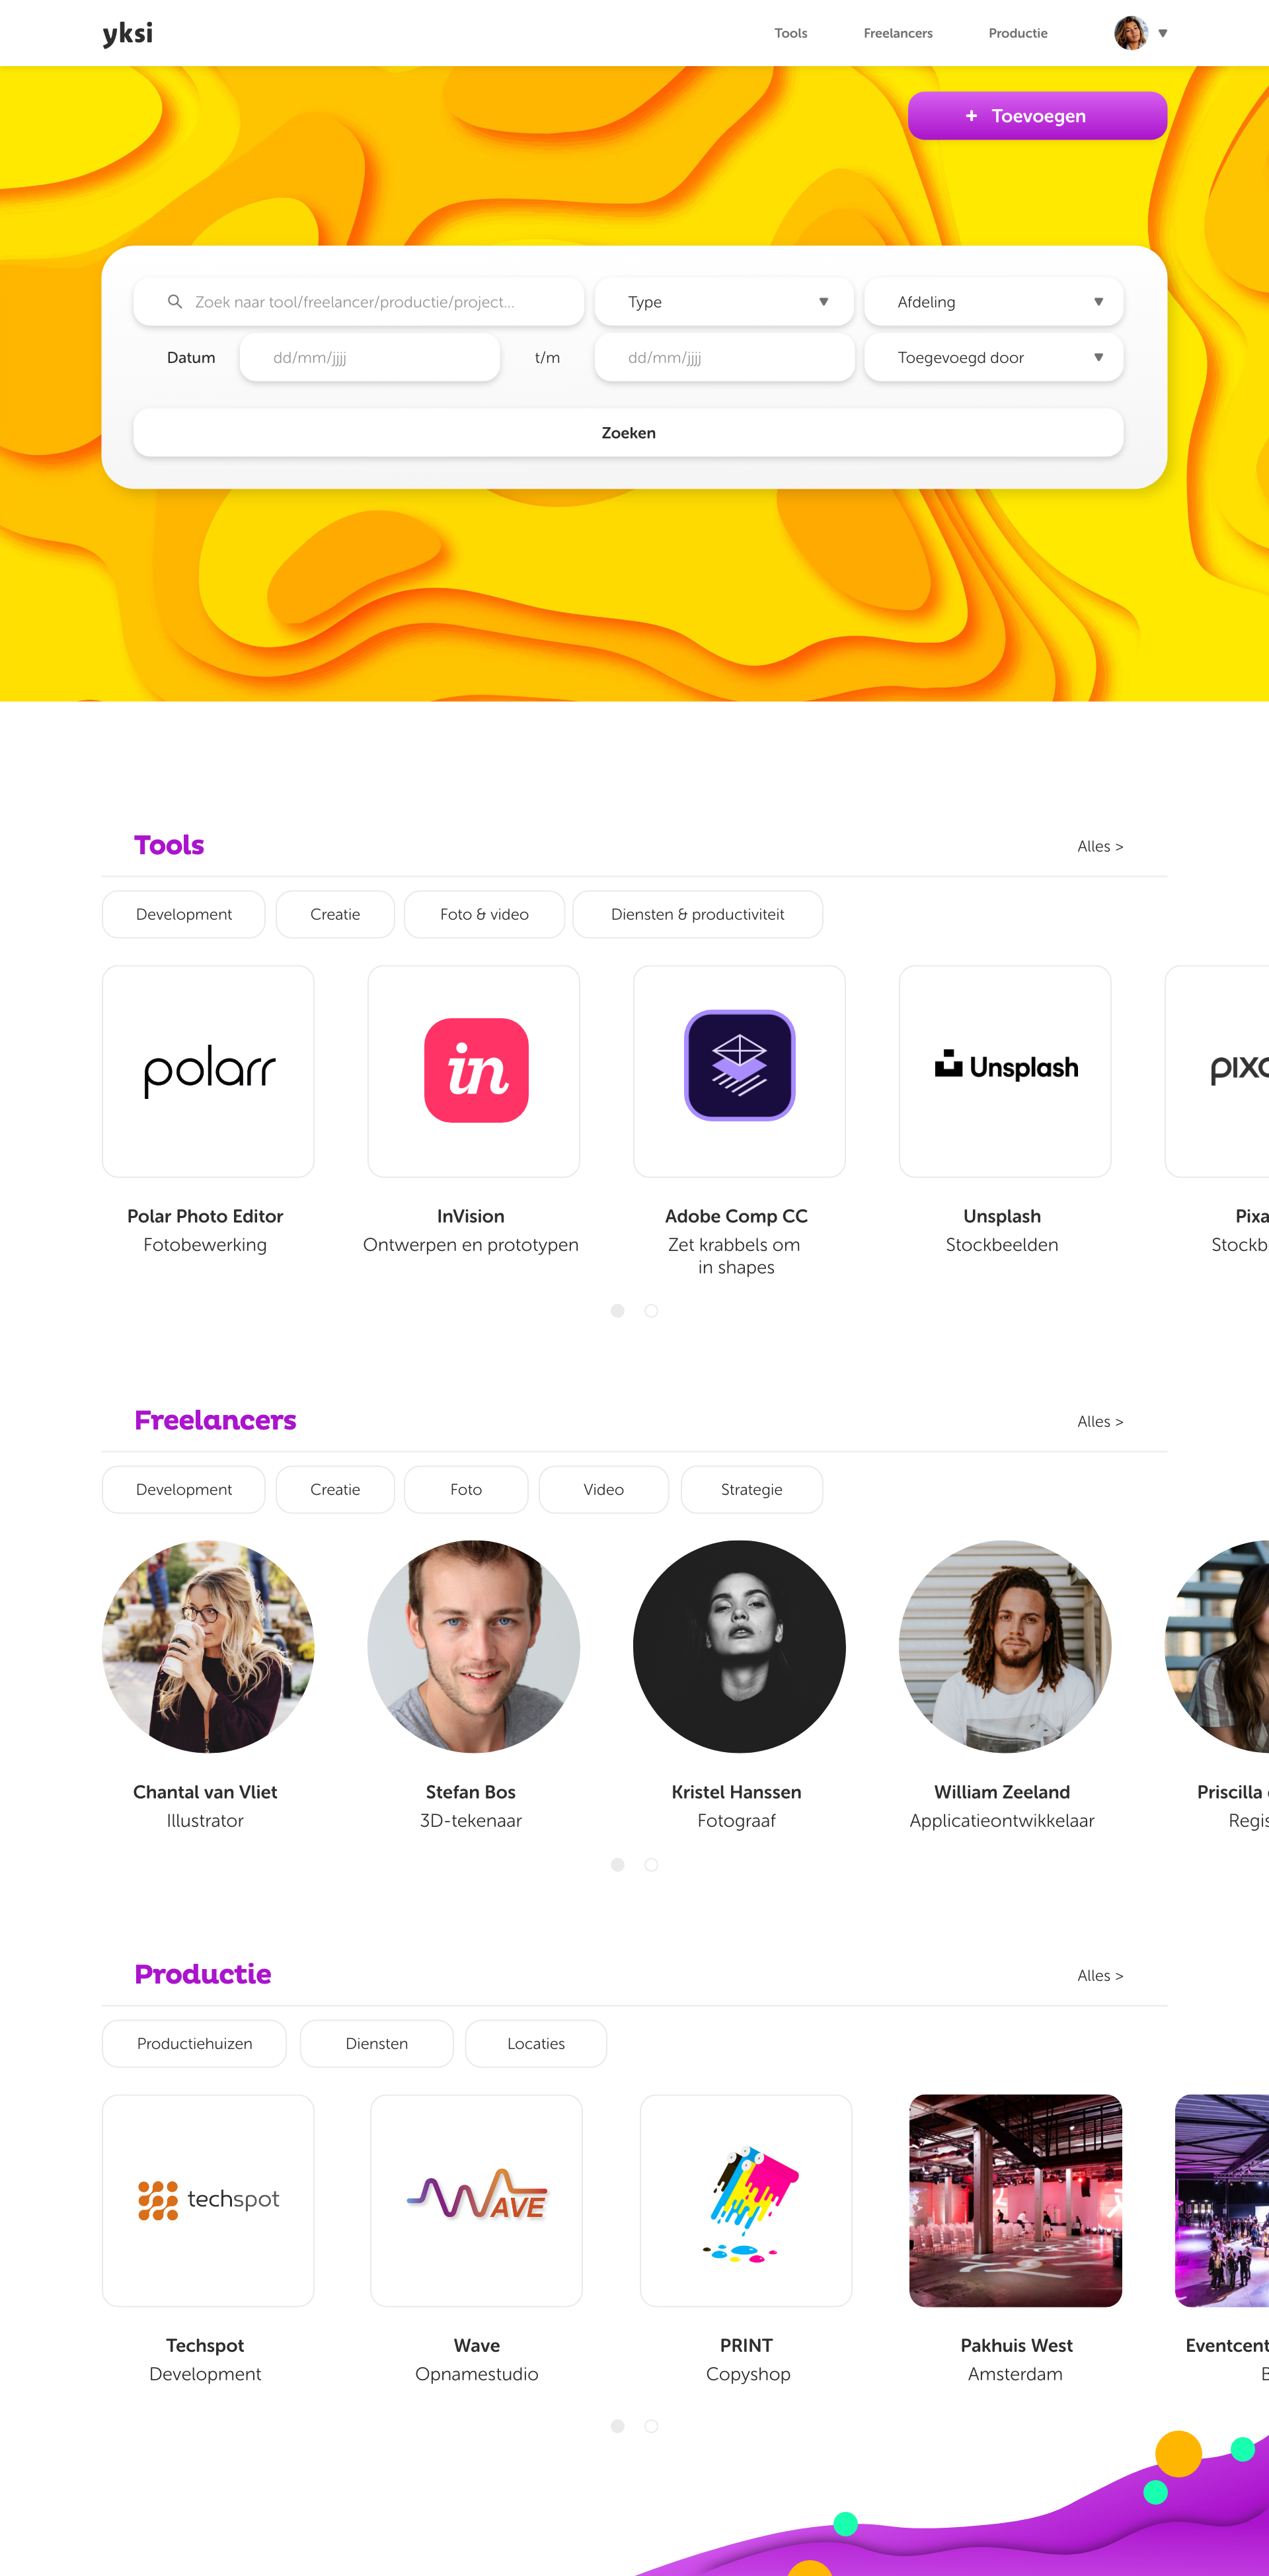 yksi
Tools
Freelancers
Productie
▼
+ Toevoegen
Zoek naar tool/freelancer/productie/project...
Type
Afdeling
Datum
dd/mm/jjjj
t/m
dd/mm/jjjj
Toegevoegd door
Zoeken
Tools
Alles >
Development
Creatie
Foto & video
Diensten & productiviteit
polarr
in
Unsplash
Polar Photo Editor
Fotobewerking
InVision
Ontwerpen en prototypen
Adobe Comp CC
Zet krabbels om
in shapes
Unsplash
Stockbeelden
Pixa
Stockb
Freelancers
Alles >
Development
Creatie
Foto
Video
Strategie
Chantal van Vliet
Illustrator
Stefan Bos
3D-tekenaar
Kristel Hanssen
Fotograaf
William Zeeland
Applicatieontwikkelaar
Priscilla
Regis
Productie
Alles >
Productiehuizen
Diensten
Locaties
techspot
WAVE
Techspot
Development
Wave
Opnamestudio
PRINT
Copyshop
Pakhuis West
Amsterdam
Eventcent